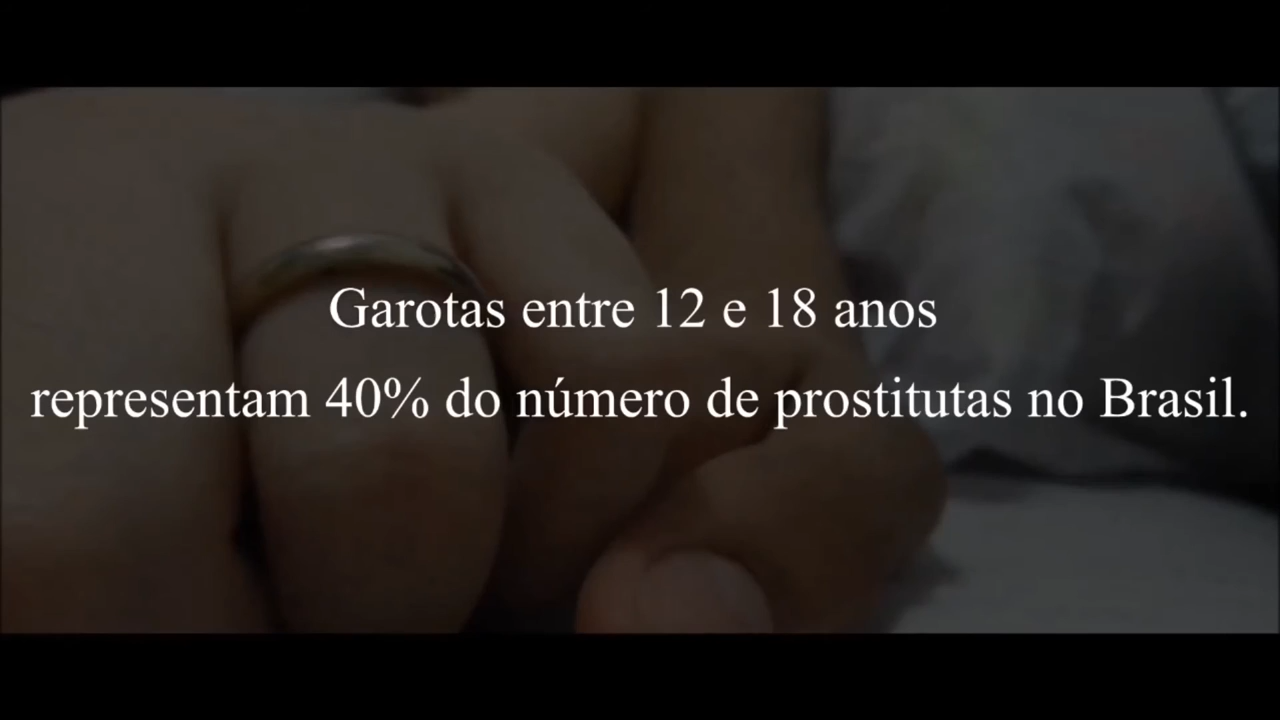 Garotas entre 12 e 18 anos
representam 40% do número de prostitutas no Brasil.